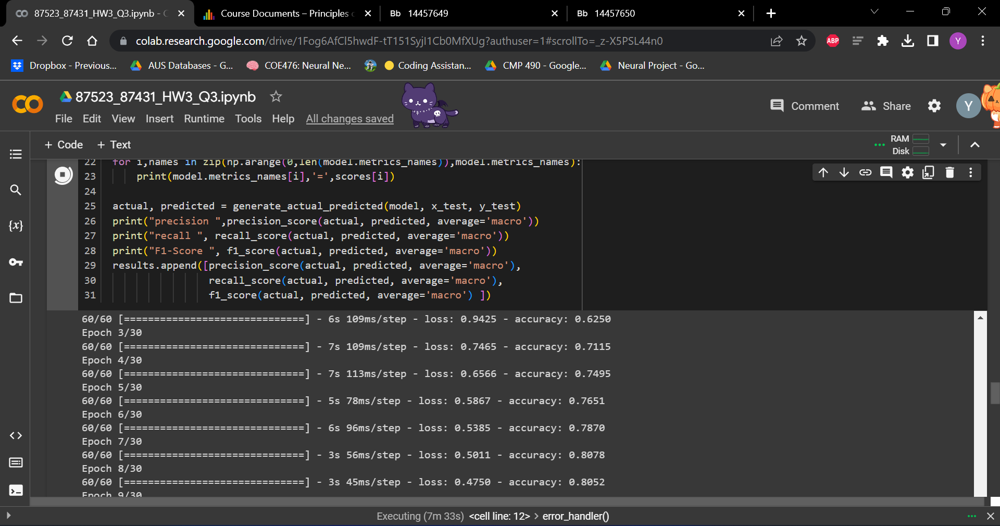 87523_87431_HW3_Q3.ipynb - C
Course Documents – Principles
Bb 14457649
Bb 14457650
colab.research.google.com/drive/1Fog6AfCl5hwdF-tT151SyjI1Cb0MfXUg?authuser=1#scrollTo=_z-X5PSL44n0
ABP
Y
Dropbox - Previous...
AUS Databases - G...
COE476: Neural Ne...
Coding Assistan...
CMP 490 - Google...
Neural Project - Go...
87523_87431_HW3_Q3.ipynb
File Edit View Insert Runtime Tools Help All changes saved
Comment
Share
Y
+ Code + Text
RAM
Disk
22 for i,names in zip(np.arange(0,len(model.metrics_names)),model.metrics_names):
23 print(model.metrics_names[i],'=',scores[i])
24
25 actual, predicted = generate_actual_predicted(model, x_test, y_test)
26 print("precision ",precision_score(actual, predicted, average='macro'))
27 print("recall ", recall_score(actual, predicted, average='macro'))
28 print("F1-Score ", f1_score(actual, predicted, average='macro'))
29 results.append([precision_score(actual, predicted, average='macro'),
30 recall_score(actual, predicted, average='macro'),
31 f1_score(actual, predicted, average='macro') ])
60/60 [==============================] - 6s 109ms/step - loss: 0.9425 - accuracy: 0.6250
Epoch 3/30
60/60 [==============================] - 7s 109ms/step - loss: 0.7465 - accuracy: 0.7115
Epoch 4/30
60/60 [==============================] - 7s 113ms/step - loss: 0.6566 - accuracy: 0.7495
Epoch 5/30
60/60 [==============================] - 5s 78ms/step - loss: 0.5867 - accuracy: 0.7651
Epoch 6/30
60/60 [==============================] - 6s 96ms/step - loss: 0.5385 - accuracy: 0.7870
Epoch 7/30
60/60 [==============================] - 3s 56ms/step - loss: 0.5011 - accuracy: 0.8078
Epoch 8/30
60/60 [==============================] - 3s 45ms/step - loss: 0.4750 - accuracy: 0.8052
Epoch 9/30
Executing (7m 33s) <cell line: 12> > error_handler()